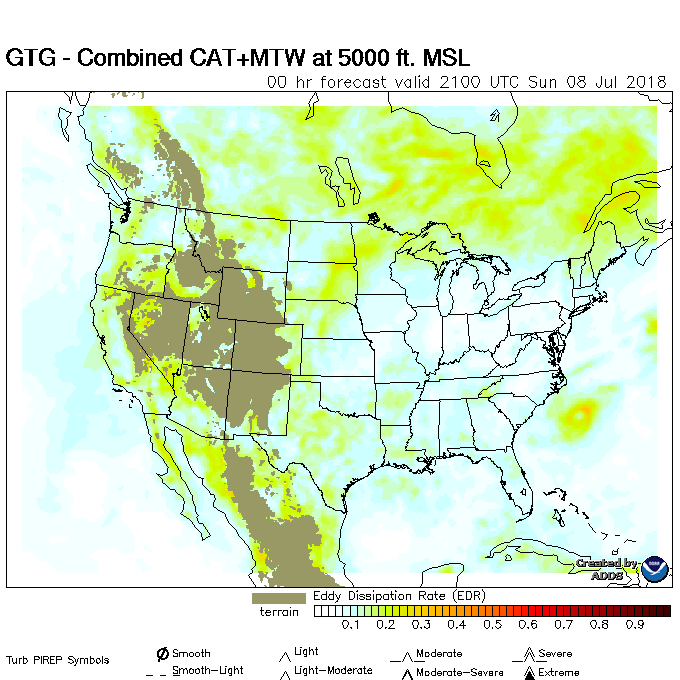 GTG - Combined CAT+MTW at 5000 ft. MSL
00 hr forecast valid 2100 UTC Sun 08 Jul 2018
Created by
ADDS
Eddy Dissipation Rate (EDR)
terrain
0.1 0.2 0.3 0.4 0.5 0.6 0.7 0.8 0.9
Turb PIREP Symbols
Smooth Light Moderate Severe
Smooth-Light Light-Moderate Moderate-Severe Extreme